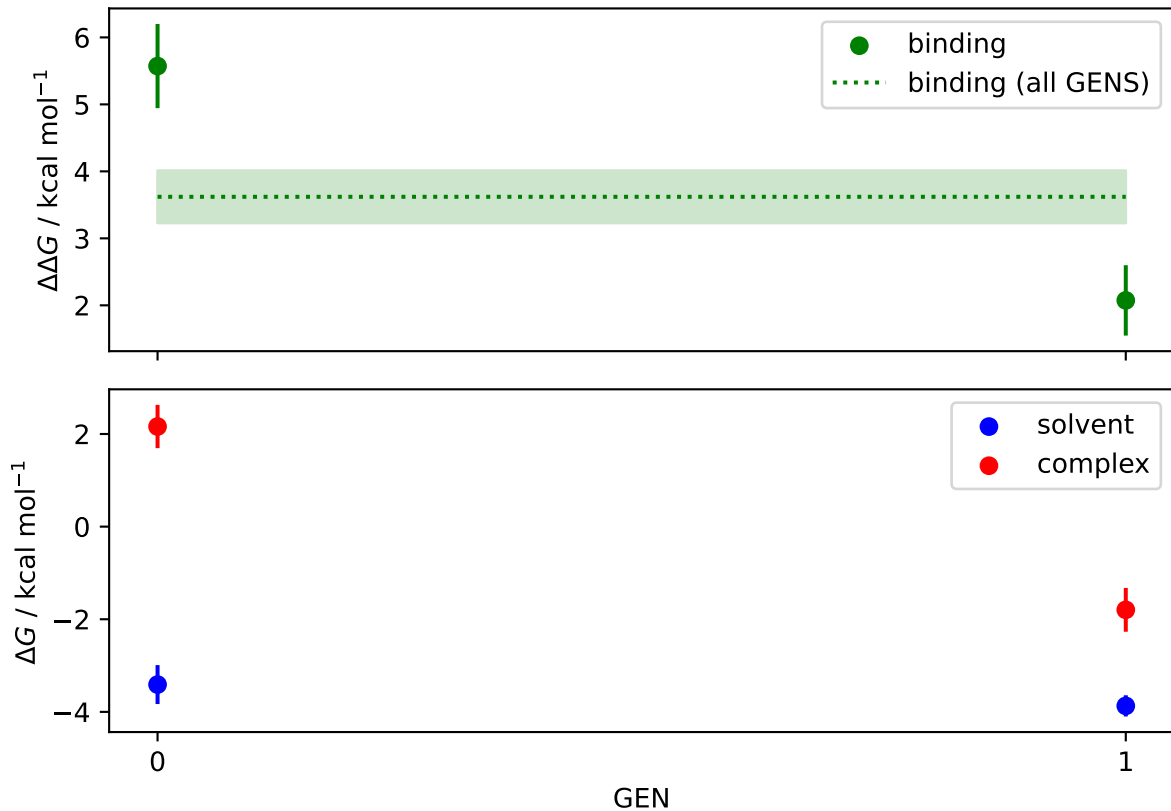 6
5
4
3
2
ΔΔG / kcal mol⁻¹
binding
binding (all GENS)
2
0
−2
−4
ΔG / kcal mol⁻¹
solvent
complex
0
1
GEN